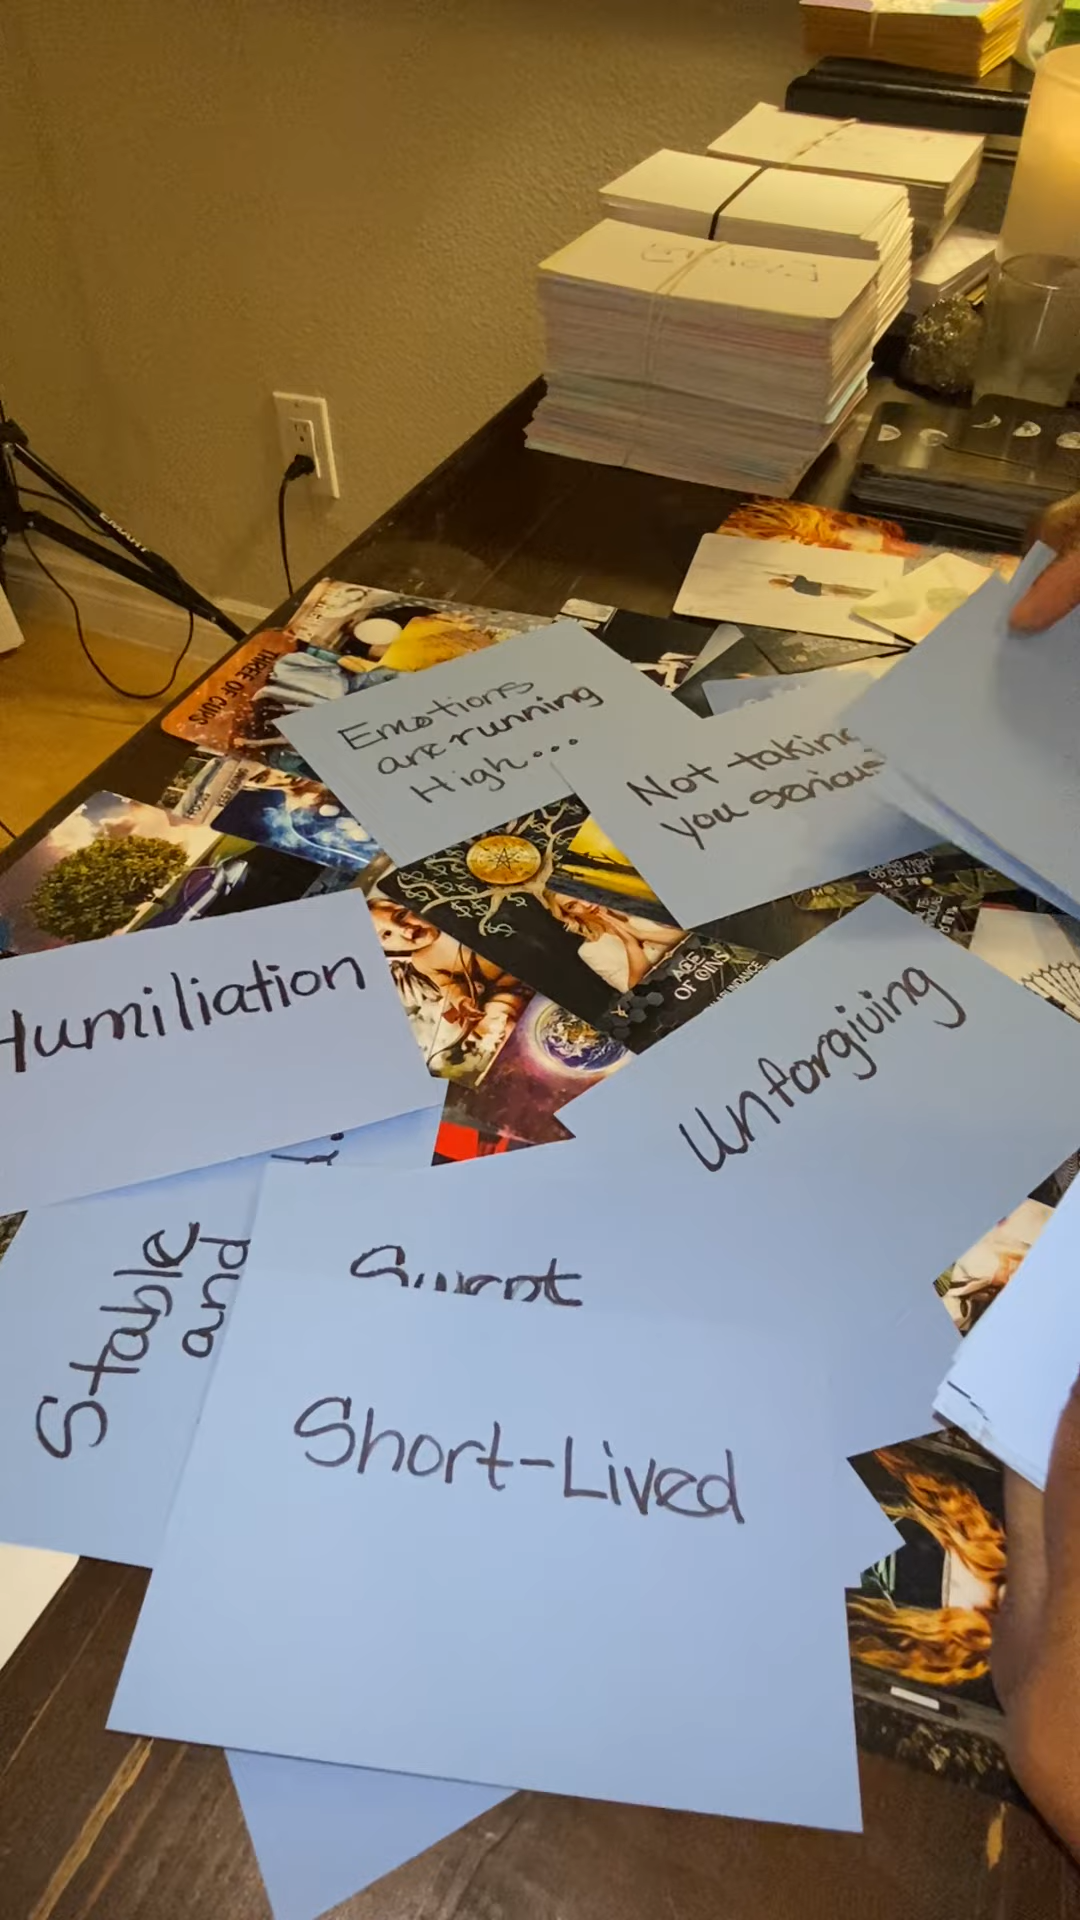 THREE OF CUPS
Emotions
are running
High...
Not taking
you serious
ACE
OF COINS
Humiliation
Unforgiving
Stable
and
Short-Lived